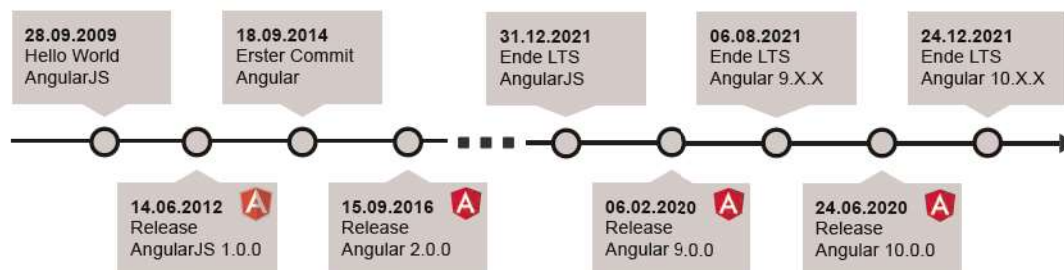 28.09.2009
Hello World
AngularJS
18.09.2014
Erster Commit
Angular
31.12.2021
Ende LTS
AngularJS
06.08.2021
Ende LTS
Angular 9.X.X
24.12.2021
Ende LTS
Angular 10.X.X
14.06.2012
Release
AngularJS 1.0.0
15.09.2016
Release
Angular 2.0.0
06.02.2020
Release
Angular 9.0.0
24.06.2020
Release
Angular 10.0.0